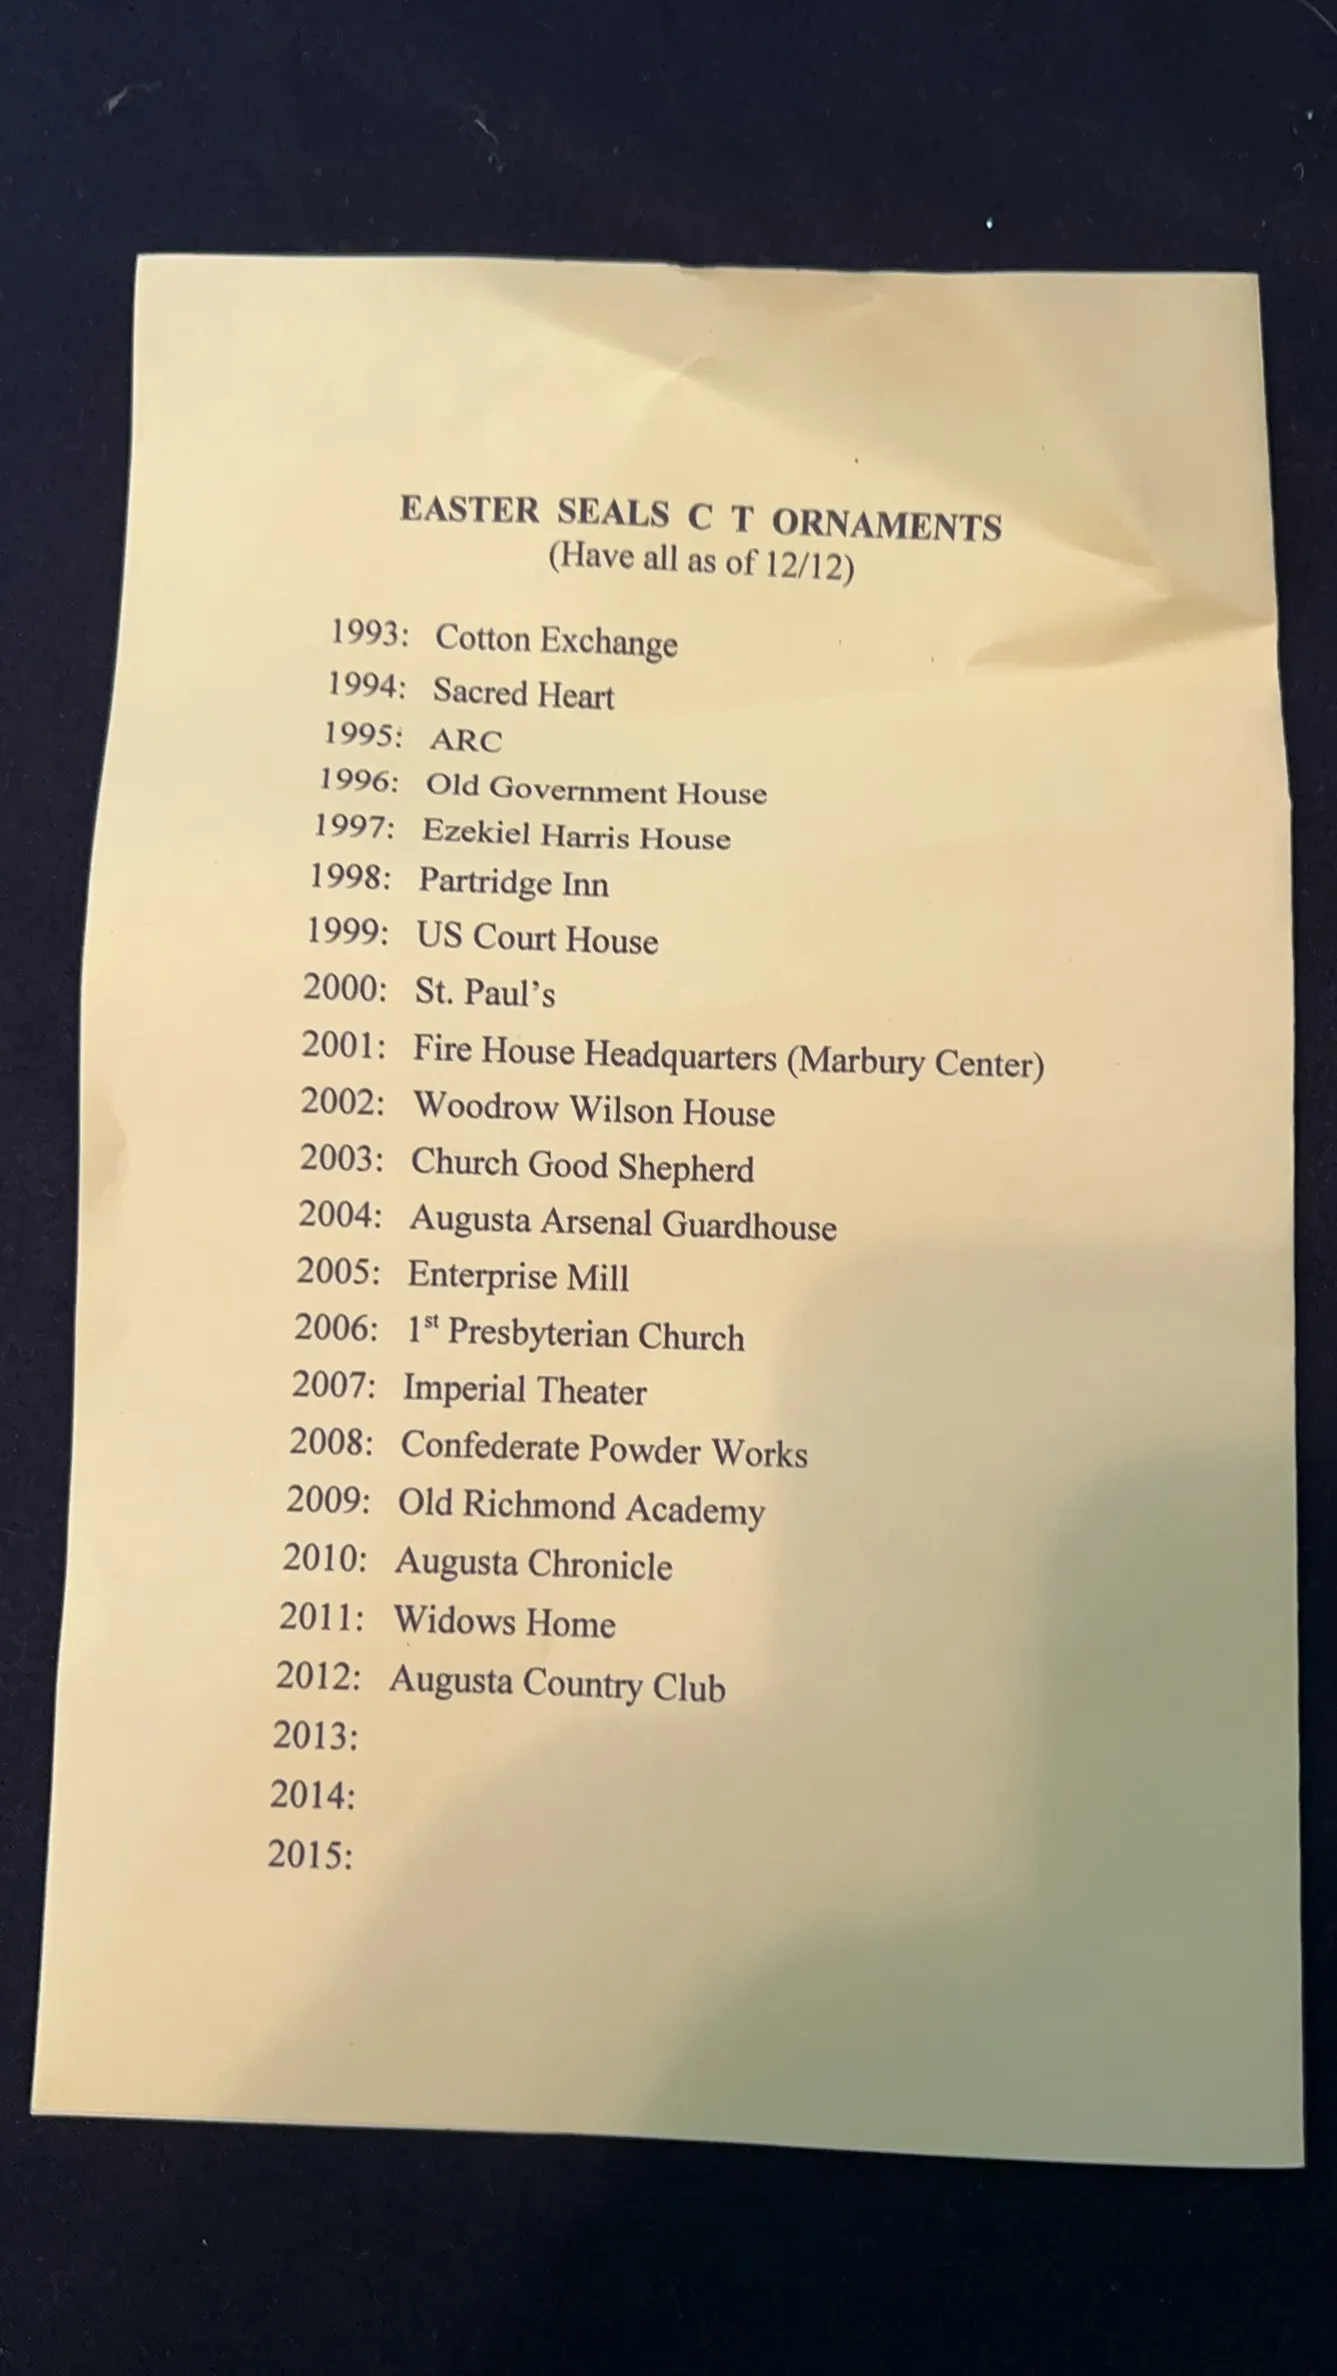 EASTER SEALS C T ORNAMENTS
(Have all as of 12/12)
1993: Cotton Exchange
1994: Sacred Heart
1995: ARC
1996: Old Government House
1997: Ezekiel Harris House
1998: Partridge Inn
1999: US Court House
2000: St. Paul's
2001: Fire House Headquarters (Marbury Center)
2002: Woodrow Wilson House
2003: Church Good Shepherd
2004: Augusta Arsenal Guardhouse
2005: Enterprise Mill
2006: 1st Presbyterian Church
2007: Imperial Theater
2008: Confederate Powder Works
2009: Old Richmond Academy
2010: Augusta Chronicle
2011: Widows Home
2012: Augusta Country Club
2013:
2014:
2015: